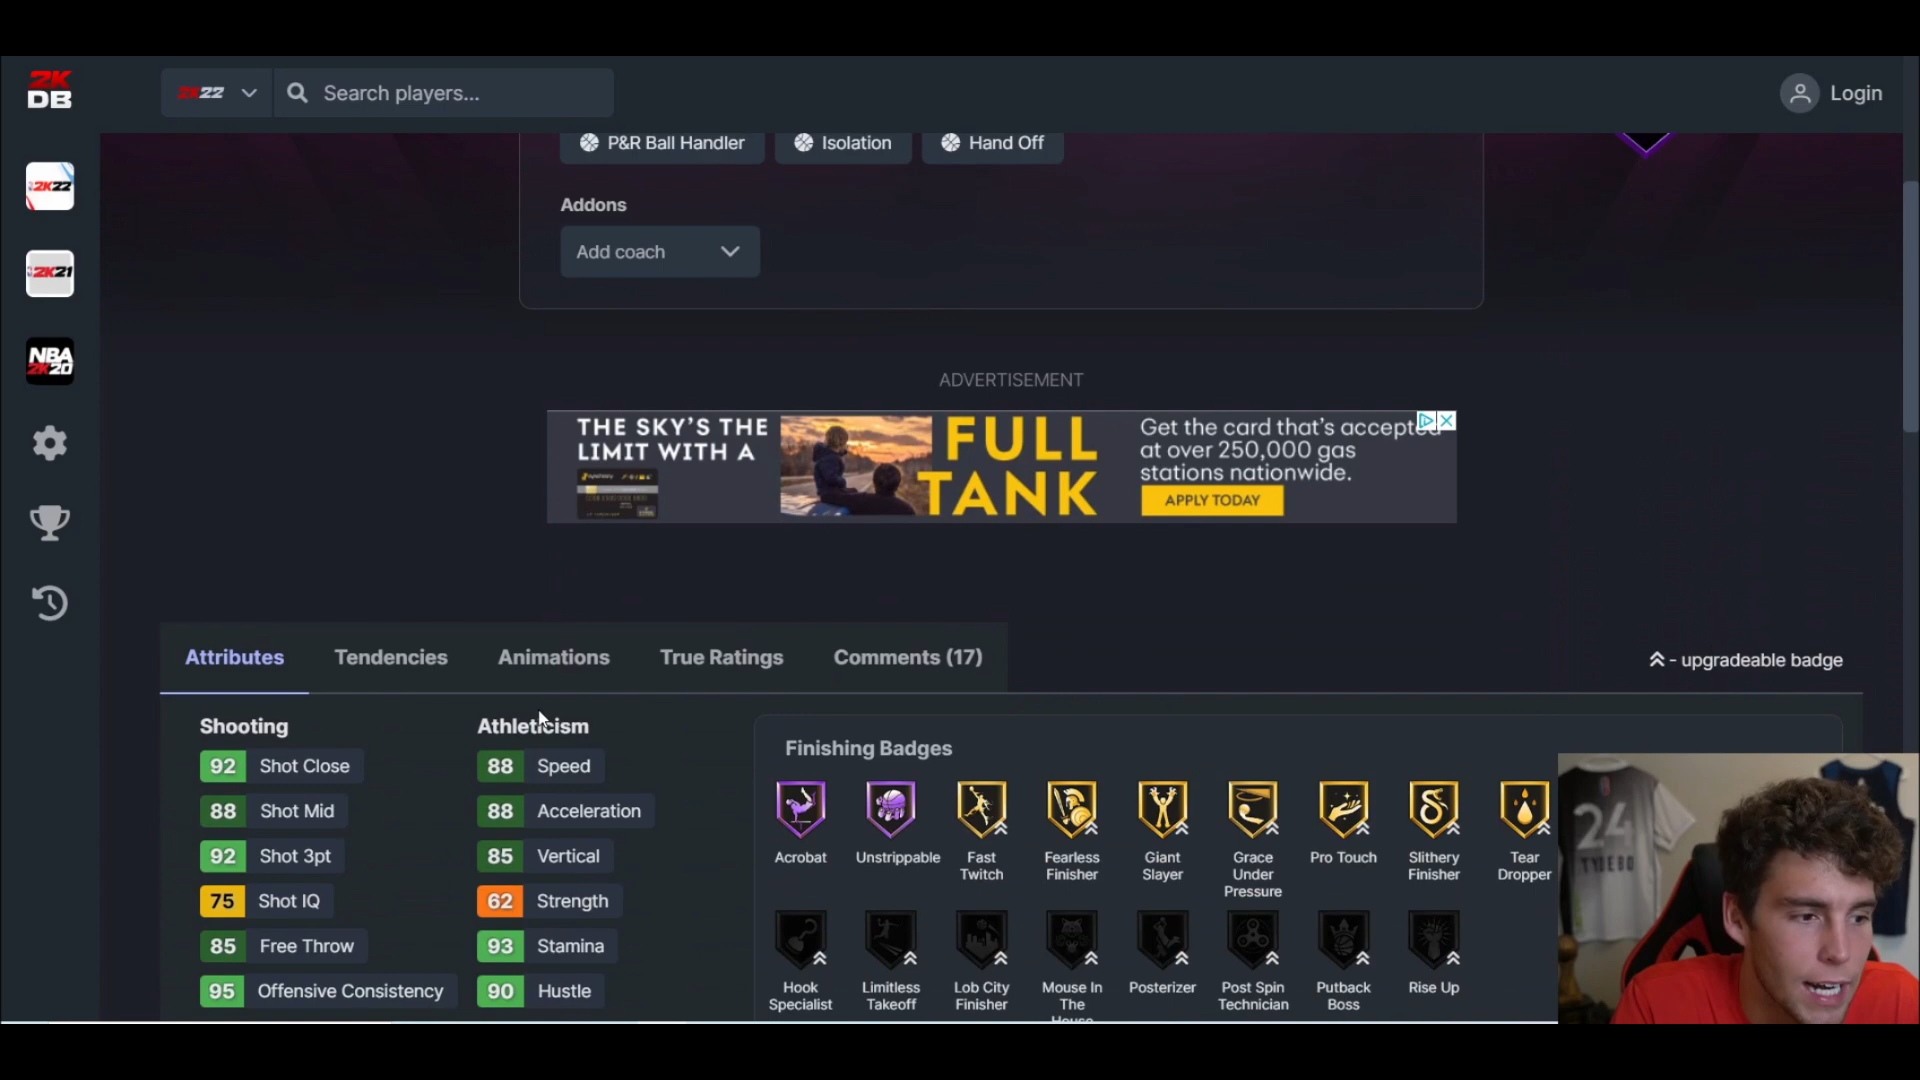 2K
DB
2K22
Search players...
Login
2K22
P&R Ball Handler
Isolation
Hand Off
Addons
2K21
Add coach
NBA
2K20
ADVERTISEMENT
THE SKY'S THE
LIMIT WITH A
FULL
TANK
Get the card that's accepted
at over 250,000 gas
stations nationwide.
APPLY TODAY
Attributes
Tendencies
Animations
True Ratings
Comments (17)
- upgradeable badge
Shooting
92 Shot Close
88 Shot Mid
92 Shot 3pt
75 Shot IQ
85 Free Throw
95 Offensive Consistency
Athleticism
88 Speed
88 Acceleration
85 Vertical
62 Strength
93 Stamina
90 Hustle
Finishing Badges
Acrobat
Unstrippable
Fast
Twitch
Fearless
Finisher
Giant
Slayer
Grace
Under
Pressure
Pro Touch
Slithery
Finisher
Tear
Dropper
Hook
Specialist
Limitless
Takeoff
Lob City
Finisher
Mouse In
The
House
Posterizer
Post Spin
Technician
Putback
Boss
Rise Up
24